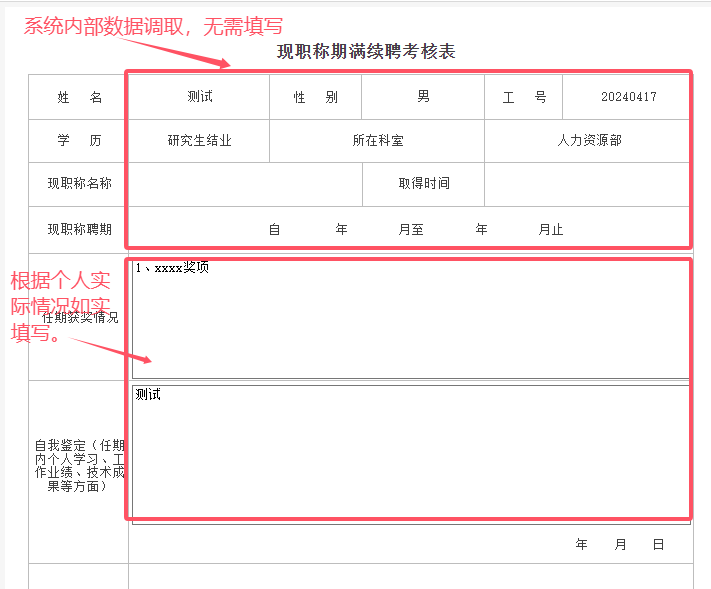 系统内部数据调取，无需填写
现职称期满续聘考核表
姓 名 测试 性 别 男 工 号 20240417
学 历 研究生结业 所在科室 人力资源部
现职称名称 取得时间
现职称聘期 自 年 月至 年 月止
根据个人实
际情况如实
填写。
任期获奖情况
1、xxxx奖项
测试
自我鉴定（任期
内个人学习、工
作业绩、技术成
果等方面）
年 月 日